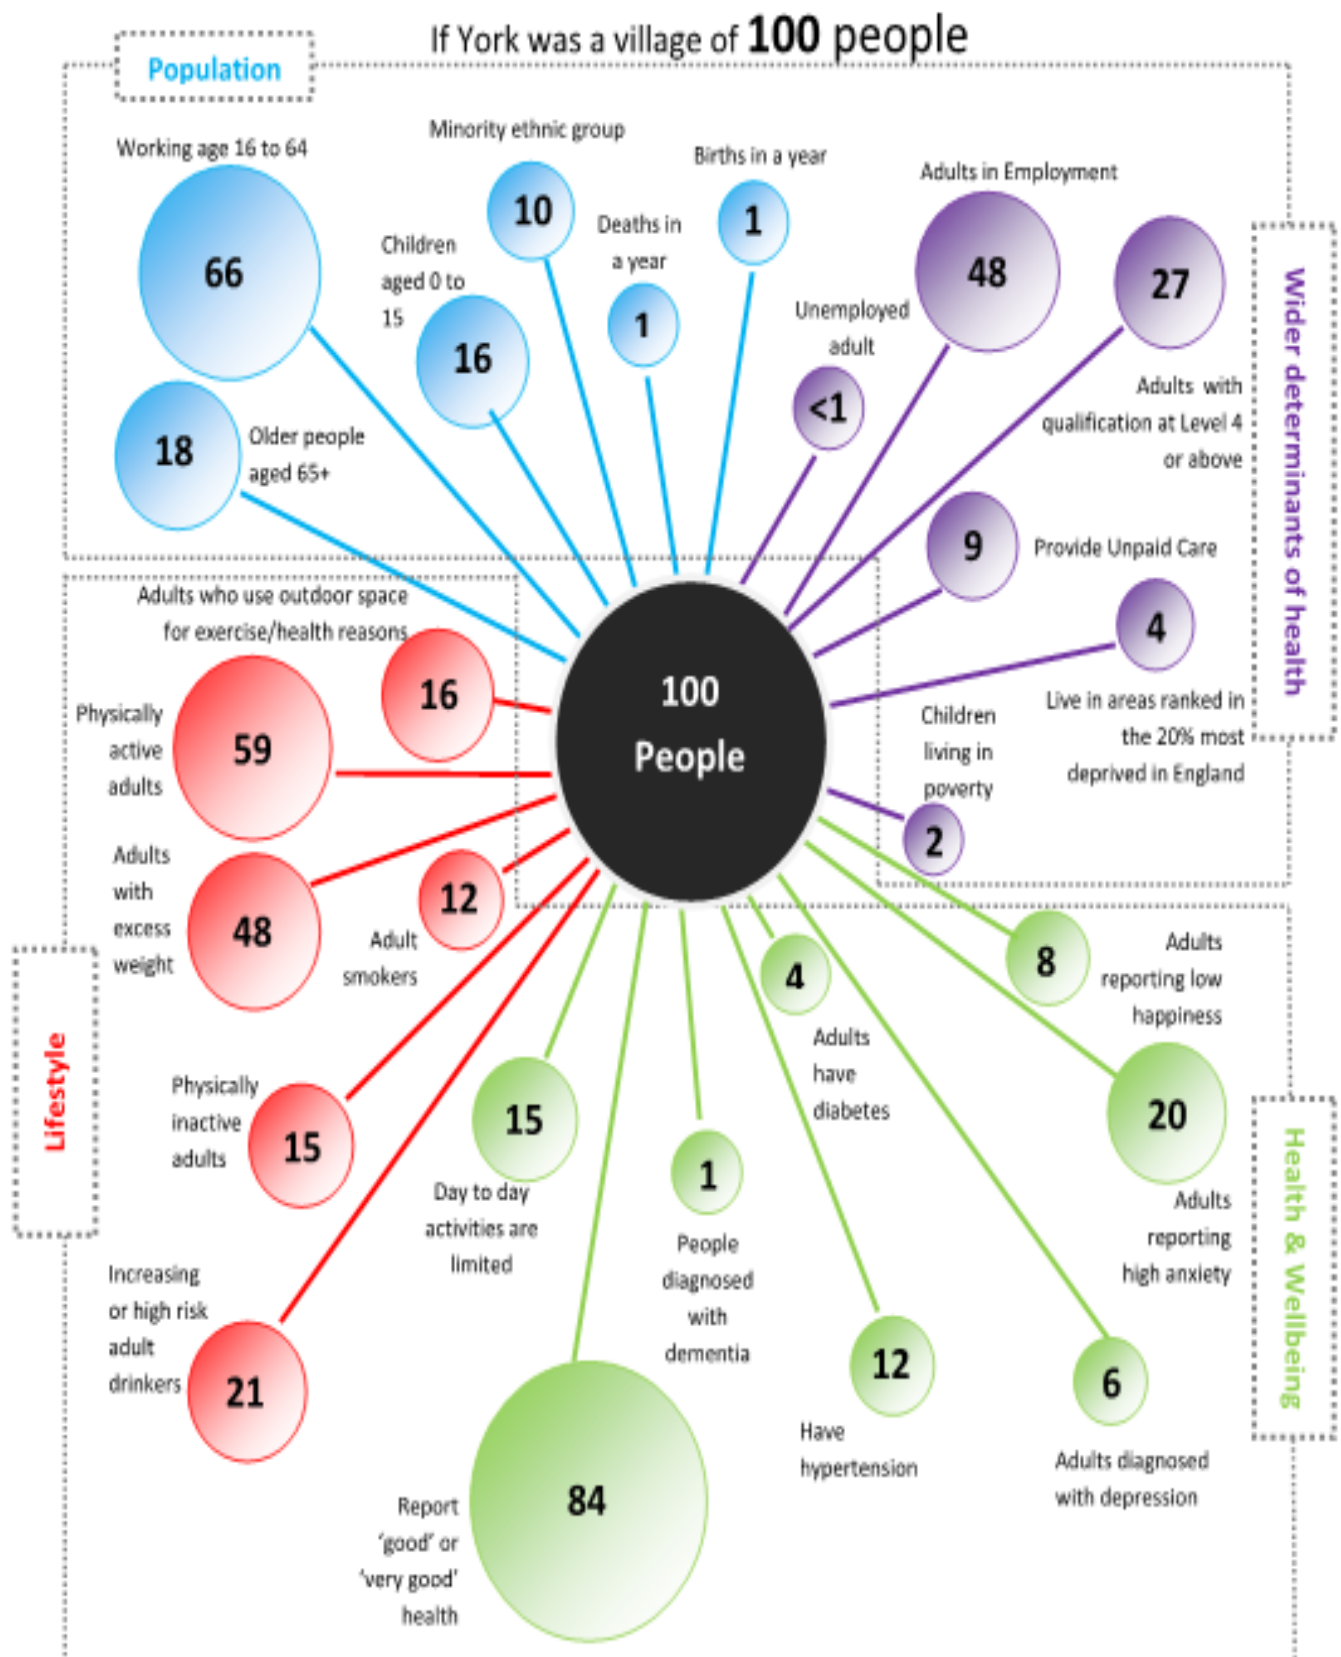 If York was a village of 100 people
Population
Working age 16 to 64
66
18
Older people
aged 65+
Children
aged 0 to
15
16
Minority ethnic group
10
Deaths in
a year
1
Births in a year
1
Wider determinants of health
Unemployed
adult
<1
Adults in Employment
48
27
Adults with
qualification at Level 4
or above
9
Provide Unpaid Care
4
Live in areas ranked in
the 20% most
deprived in England
Children
living in
poverty
2
100
People
Lifestyle
Adults who use outdoor space
for exercise/health reasons
16
Physically
active
adults
59
Adults
with
excess
weight
48
12
Adult
smokers
Physically
inactive
adults
15
Increasing
or high risk
adult
drinkers
21
Health & Wellbeing
15
Day to day
activities are
limited
84
Report
‘good’ or
‘very good’
health
1
People
diagnosed
with
dementia
4
Adults
have
diabetes
12
Have
hypertension
6
Adults diagnosed
with depression
8
Adults
reporting low
happiness
20
Adults
reporting
high anxiety